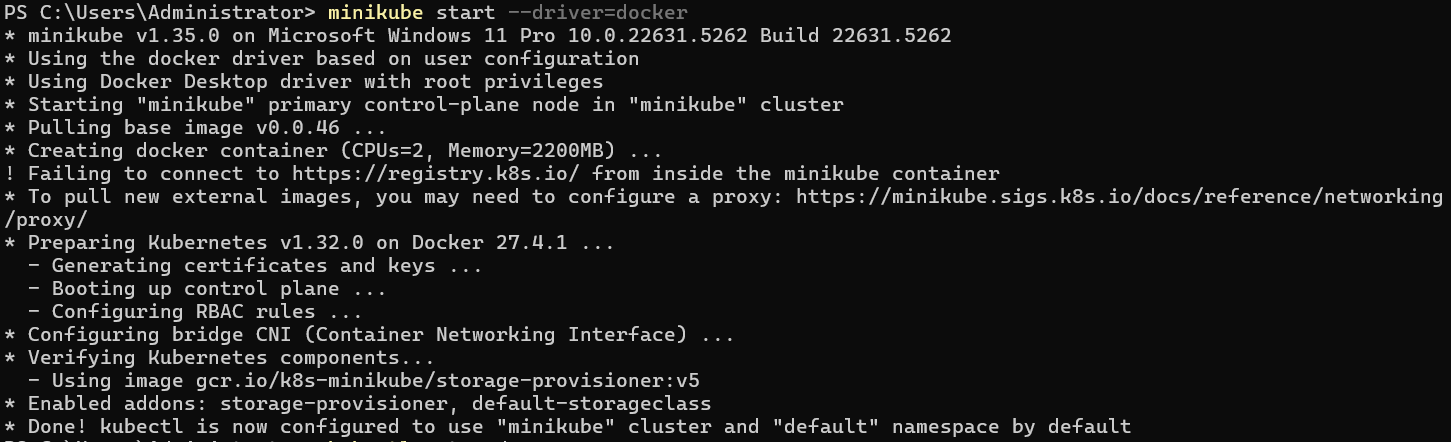 PS C:\Users\Administrator> minikube start --driver=docker
* minikube v1.35.0 on Microsoft Windows 11 Pro 10.0.22631.5262 Build 22631.5262
* Using the docker driver based on user configuration
* Using Docker Desktop driver with root privileges
* Starting "minikube" primary control-plane node in "minikube" cluster
* Pulling base image v0.0.46 ...
* Creating docker container (CPUs=2, Memory=2200MB) ...
! Failing to connect to https://registry.k8s.io/ from inside the minikube container
* To pull new external images, you may need to configure a proxy: https://minikube.sigs.k8s.io/docs/reference/networking
/proxy/
* Preparing Kubernetes v1.32.0 on Docker 27.4.1 ...
  - Generating certificates and keys ...
  - Booting up control plane ...
  - Configuring RBAC rules ...
* Configuring bridge CNI (Container Networking Interface) ...
* Verifying Kubernetes components...
  - Using image gcr.io/k8s-minikube/storage-provisioner:v5
* Enabled addons: storage-provisioner, default-storageclass
* Done! kubectl is now configured to use "minikube" cluster and "default" namespace by default